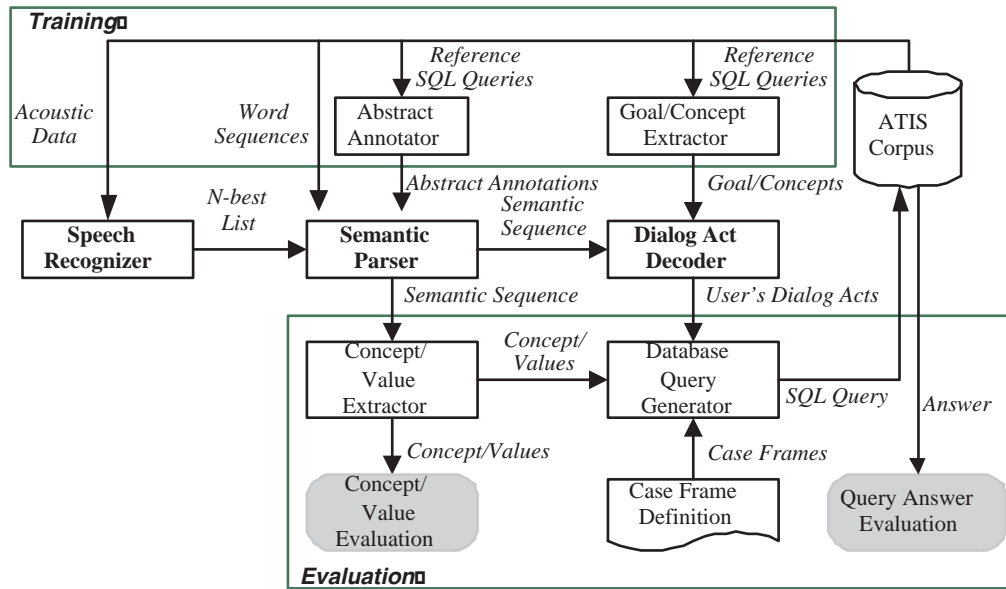 Training
Reference
SQL Queries
Reference
SQL Queries
Acoustic
Data
Word
Sequences
Abstract
Annotator
Goal/Concept
Extractor
ATIS
Corpus
Abstract Annotations
Goal/Concepts
N-best
List
Semantic
Sequence
Speech
Recognizer
Semantic
Parser
Dialog Act
Decoder
Semantic Sequence
User's Dialog Acts
Concept/
Value
Extractor
Concept/
Values
Database
Query
Generator
SQL Query
Answer
Concept/Values
Case Frames
Concept/
Value
Evaluation
Case Frame
Definition
Query Answer
Evaluation
Evaluation